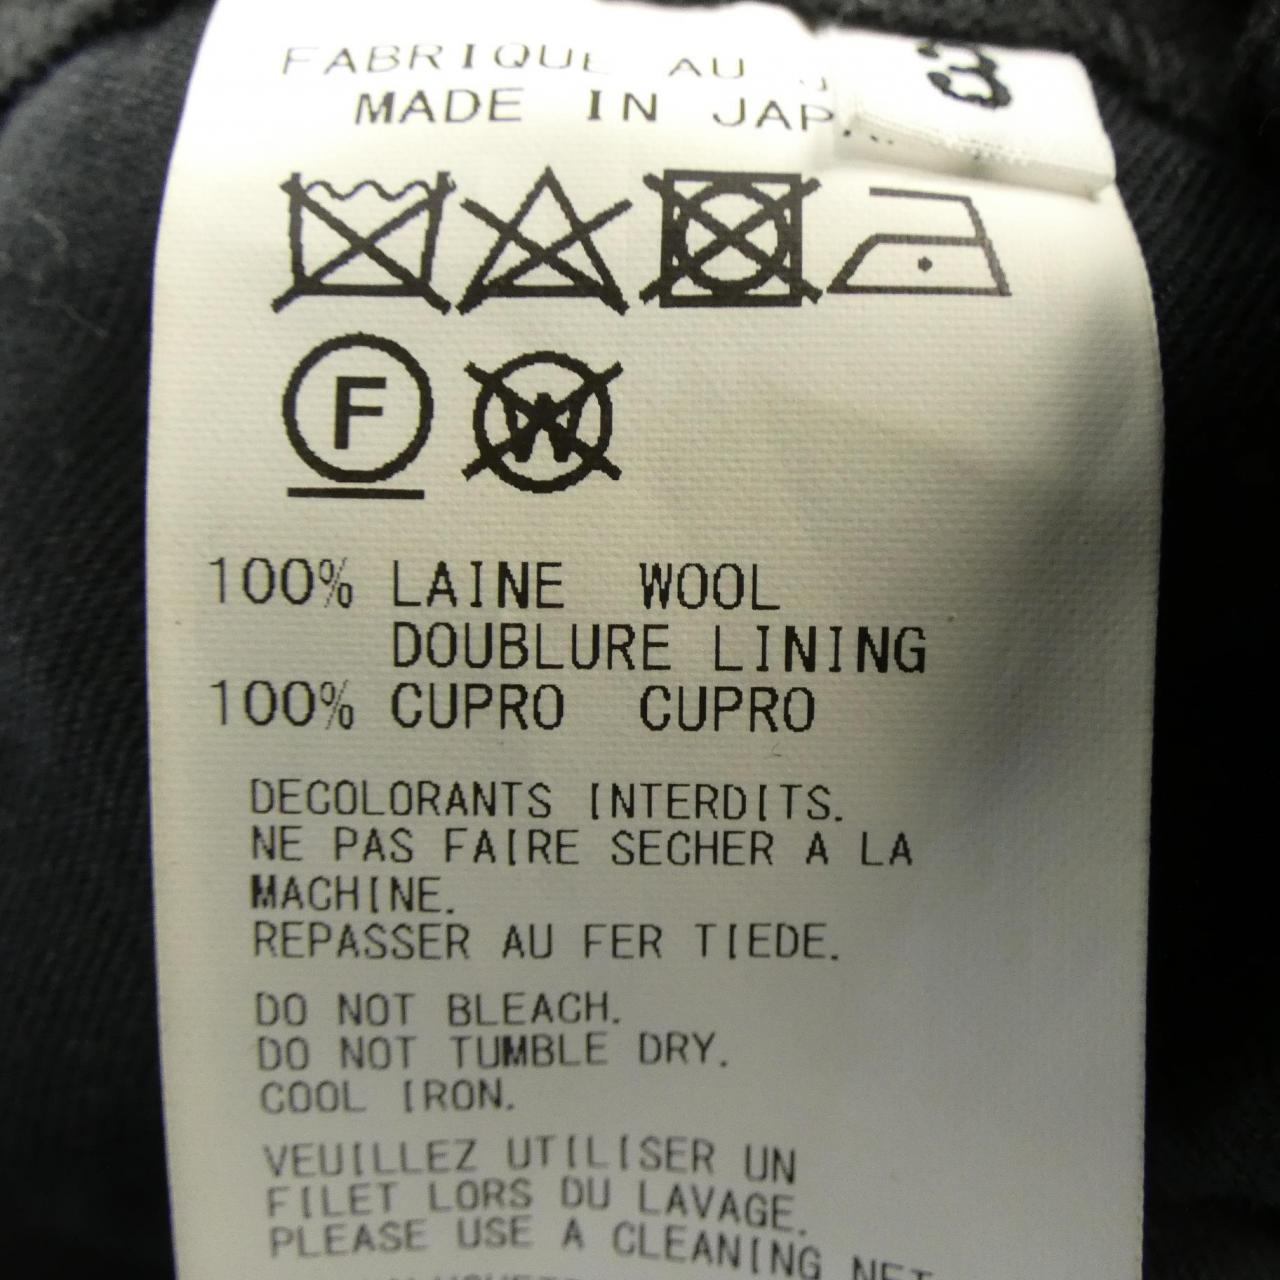 FABRIQUE AU
3
MADE IN
F W
100% LAINE WOOL
DOUBLURE LINING
100% CUPRO CUPRO
DECOLORANTS INTERDITS.
NE PAS FAIRE SECHER A LA
MACHINE.
REPASSER AU FER TIEDE.
DO NOT BLEACH.
DO NOT TUMBLE DRY.
COOL IRON.
VEUILLEZ UTILISER UN
FILET LORS DU LAVAGE.
PLEASE USE A CLEANING NET